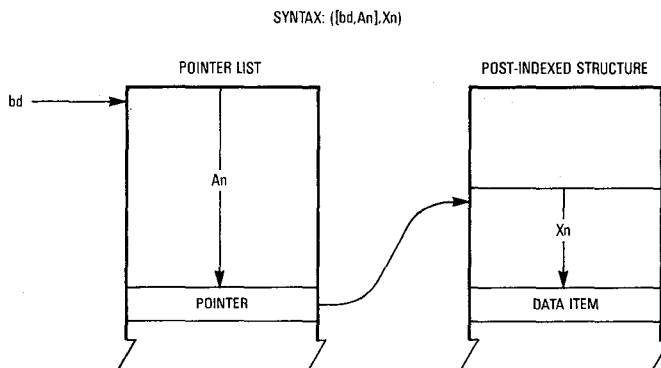 SYNTAX: ([bd,An],Xn)
POINTER LIST
POST-INDEXED STRUCTURE
bd
An
Xn
POINTER
DATA ITEM